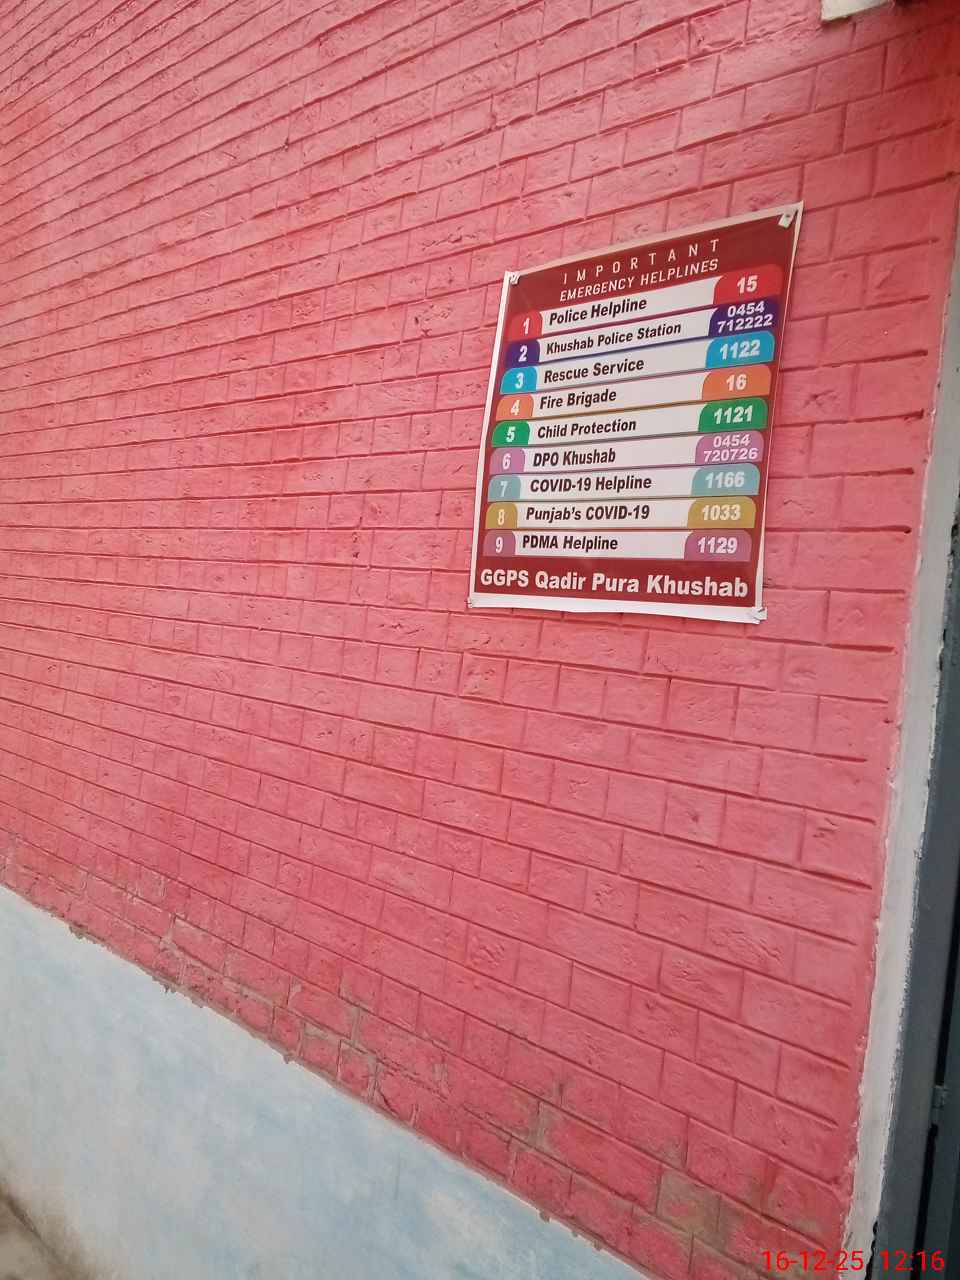 IMPORTANT
EMERGENCY HELPLINES
1 Police Helpline 15
2 Khushab Police Station 0454 712222
3 Rescue Service 1122
4 Fire Brigade 16
5 Child Protection 1121
6 DPO Khushab 0454 720726
7 COVID-19 Helpline 1166
8 Punjab's COVID-19 1033
9 PDMA Helpline 1129
GGPS Qadir Pura Khushab
16-12-25 12:16